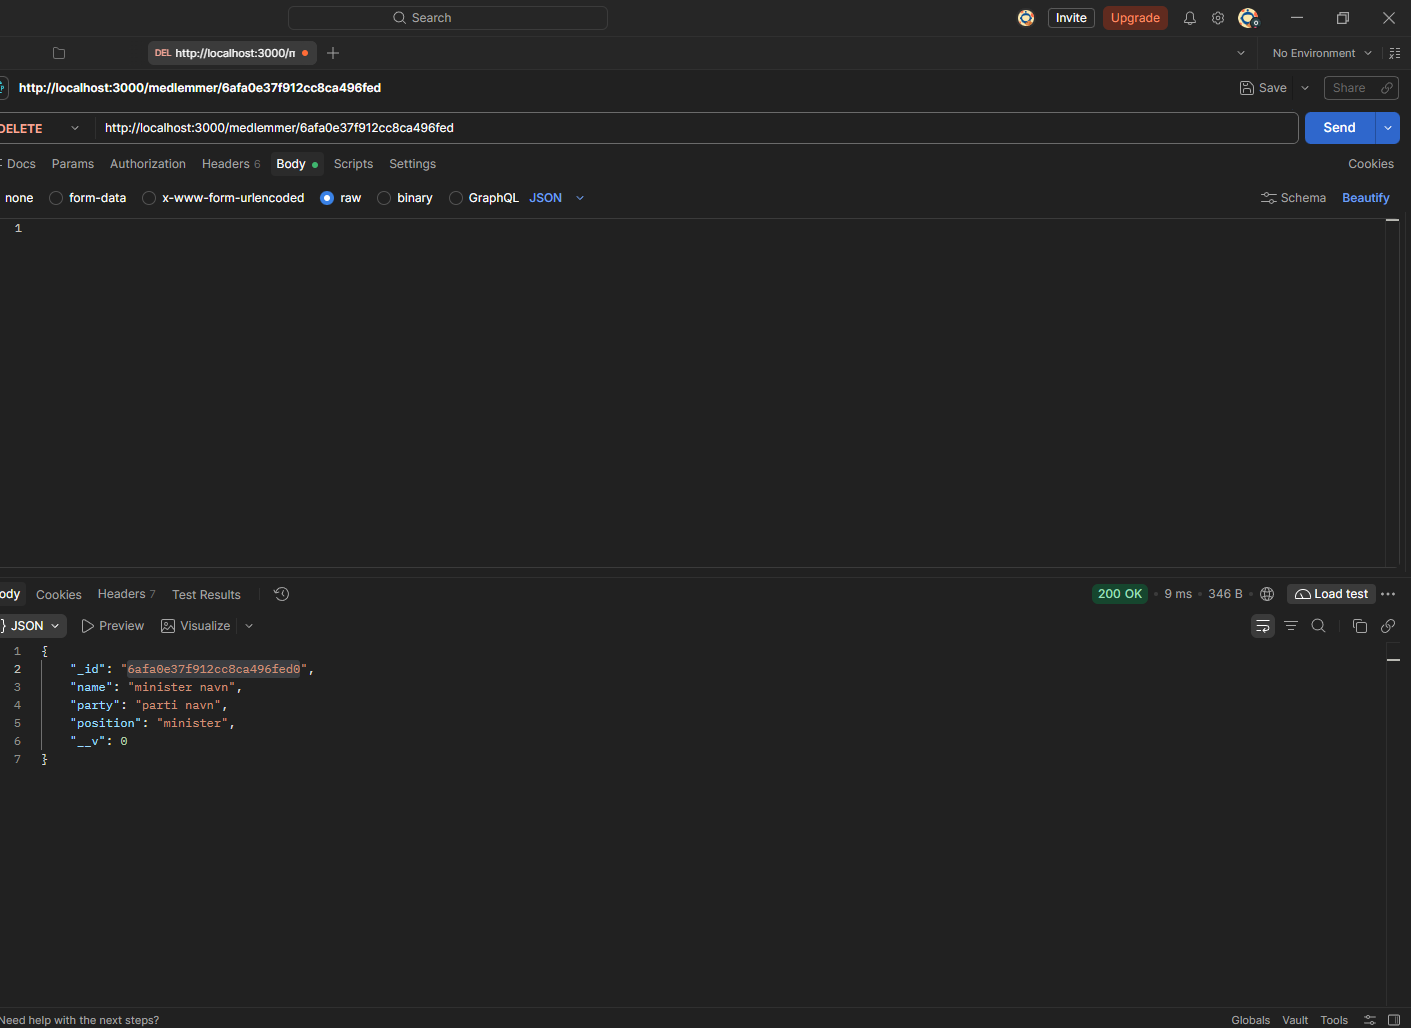 Search
Invite
Upgrade
DEL http://localhost:3000/m
No Environment
http://localhost:3000/medlemmer/6afa0e37f912cc8ca496fed
Save
Share
DELETE
http://localhost:3000/medlemmer/6afa0e37f912cc8ca496fed
Send
Docs Params Authorization Headers 6 Body Scripts Settings
Cookies
none form-data x-www-form-urlencoded raw binary GraphQL JSON
Schema Beautify
1
ody Cookies Headers 7 Test Results
200 OK • 9 ms • 346 B •
Load test
} JSON Preview Visualize
1 {
2 "_id": "6afa0e37f912cc8ca496fed0",
3 "name": "minister navn",
4 "party": "parti navn",
5 "position": "minister",
6 "__v": 0
7 }
Need help with the next steps?
Globals Vault Tools